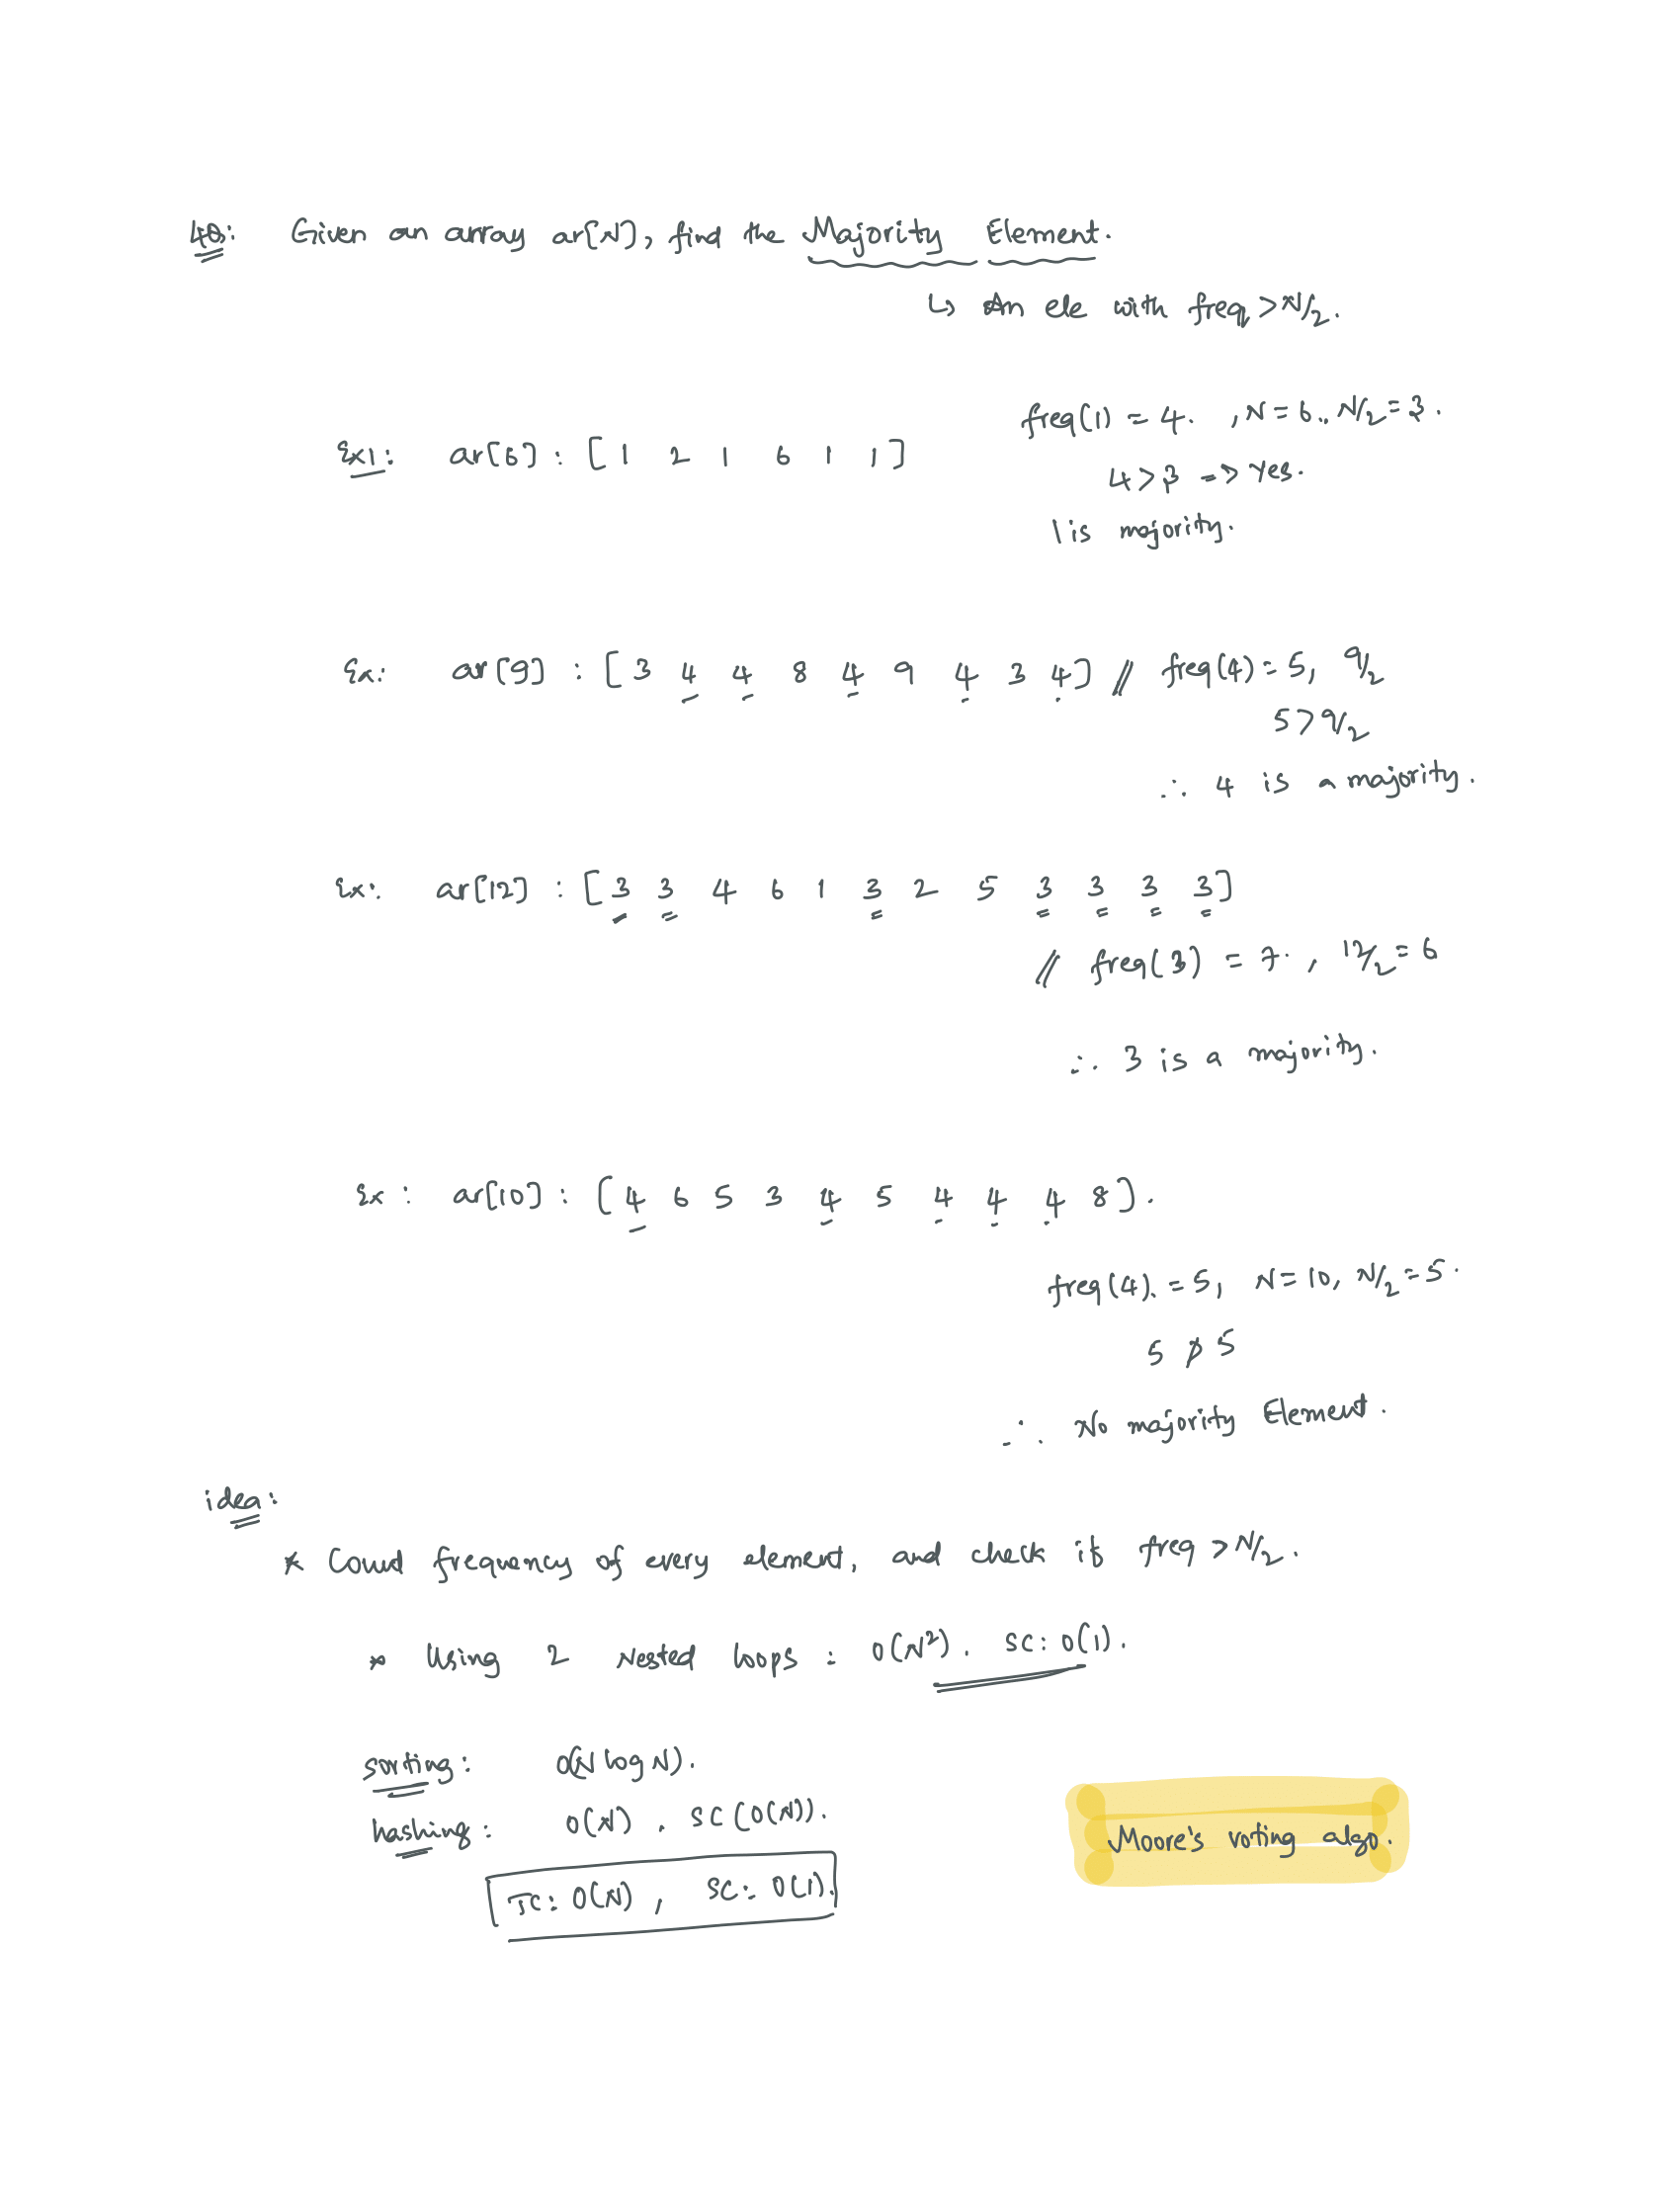 4Q: Given an array ar[N], find the Majority Element.
↳ An ele with freq > N/2.
freq(1) = 4. , N = 6., N/2 = 3.
Ex1: ar[6] : [ 1 2 1 6 1 1 ]
4 > 3 => Yes.
1 is majority.
Ex: ar[9] : [ 3 4 4 8 4 9 4 3 4 ] // freq(4) = 5, 9/2
5 > 9/2
∴ 4 is a majority.
Ex: ar[12] : [ 3 3 4 6 1 3 2 5 3 3 3 3 ]
// freq(3) = 7. , 12/2 = 6
∴ 3 is a majority.
Ex : ar[10] : [ 4 6 5 3 4 5 4 4 4 8 ].
freq(4). = 5, N = 10, N/2 = 5.
5 ≯ 5
∴ No majority Element.
idea:
* Count frequency of every element, and check if freq > N/2.
* Using 2 Nested loops : O(N²). SC: O(1).
sorting: O(N log N).
hashing: O(N) . SC (O(N)).
Moore's voting algo.
TC: O(N) , SC: O(1).